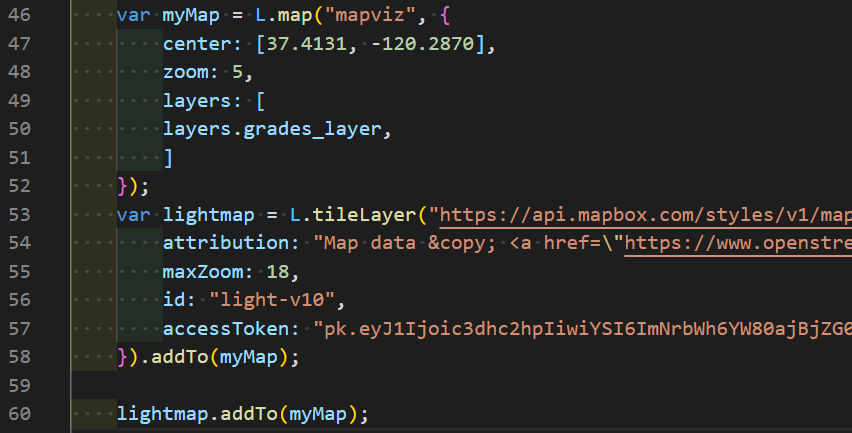 46 var myMap = L.map("mapviz", {
47 center: [37.4131, -120.2870],
48 zoom: 5,
49 layers: [
50 layers.grades_layer,
51 ]
52 });
53 var lightmap = L.tileLayer("https://api.mapbox.com/styles/v1/map
54 attribution: "Map data &copy; <a href=\"https://www.openstre
55 maxZoom: 18,
56 id: "light-v10",
57 accessToken: "pk.eyJ1Ijoic3dhc2hpIiwiYSI6ImNrbWh6YW80ajBjZG0
58 }).addTo(myMap);
59
60 lightmap.addTo(myMap);